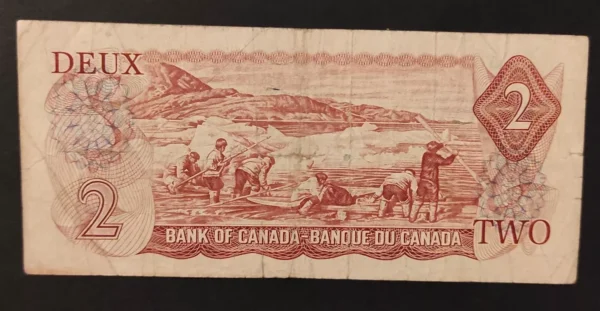 DEUX
2
2
BANK OF CANADA-BANQUE DU CANADA
TWO